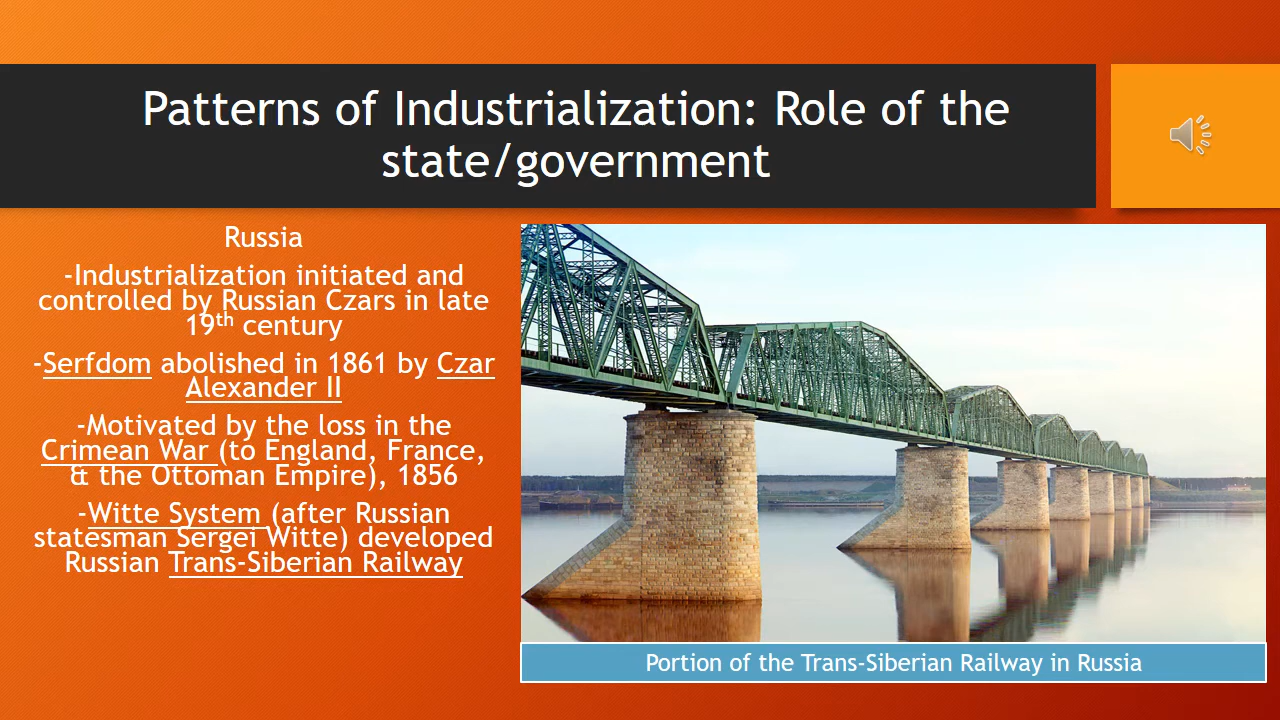 Patterns of Industrialization: Role of the
state/government
Russia
-Industrialization initiated and
controlled by Russian Czars in late
19th century
-Serfdom abolished in 1861 by Czar
Alexander II
-Motivated by the loss in the
Crimean War (to England, France,
& the Ottoman Empire), 1856
-Witte System (after Russian
statesman Sergei Witte) developed
Russian Trans-Siberian Railway
Portion of the Trans-Siberian Railway in Russia